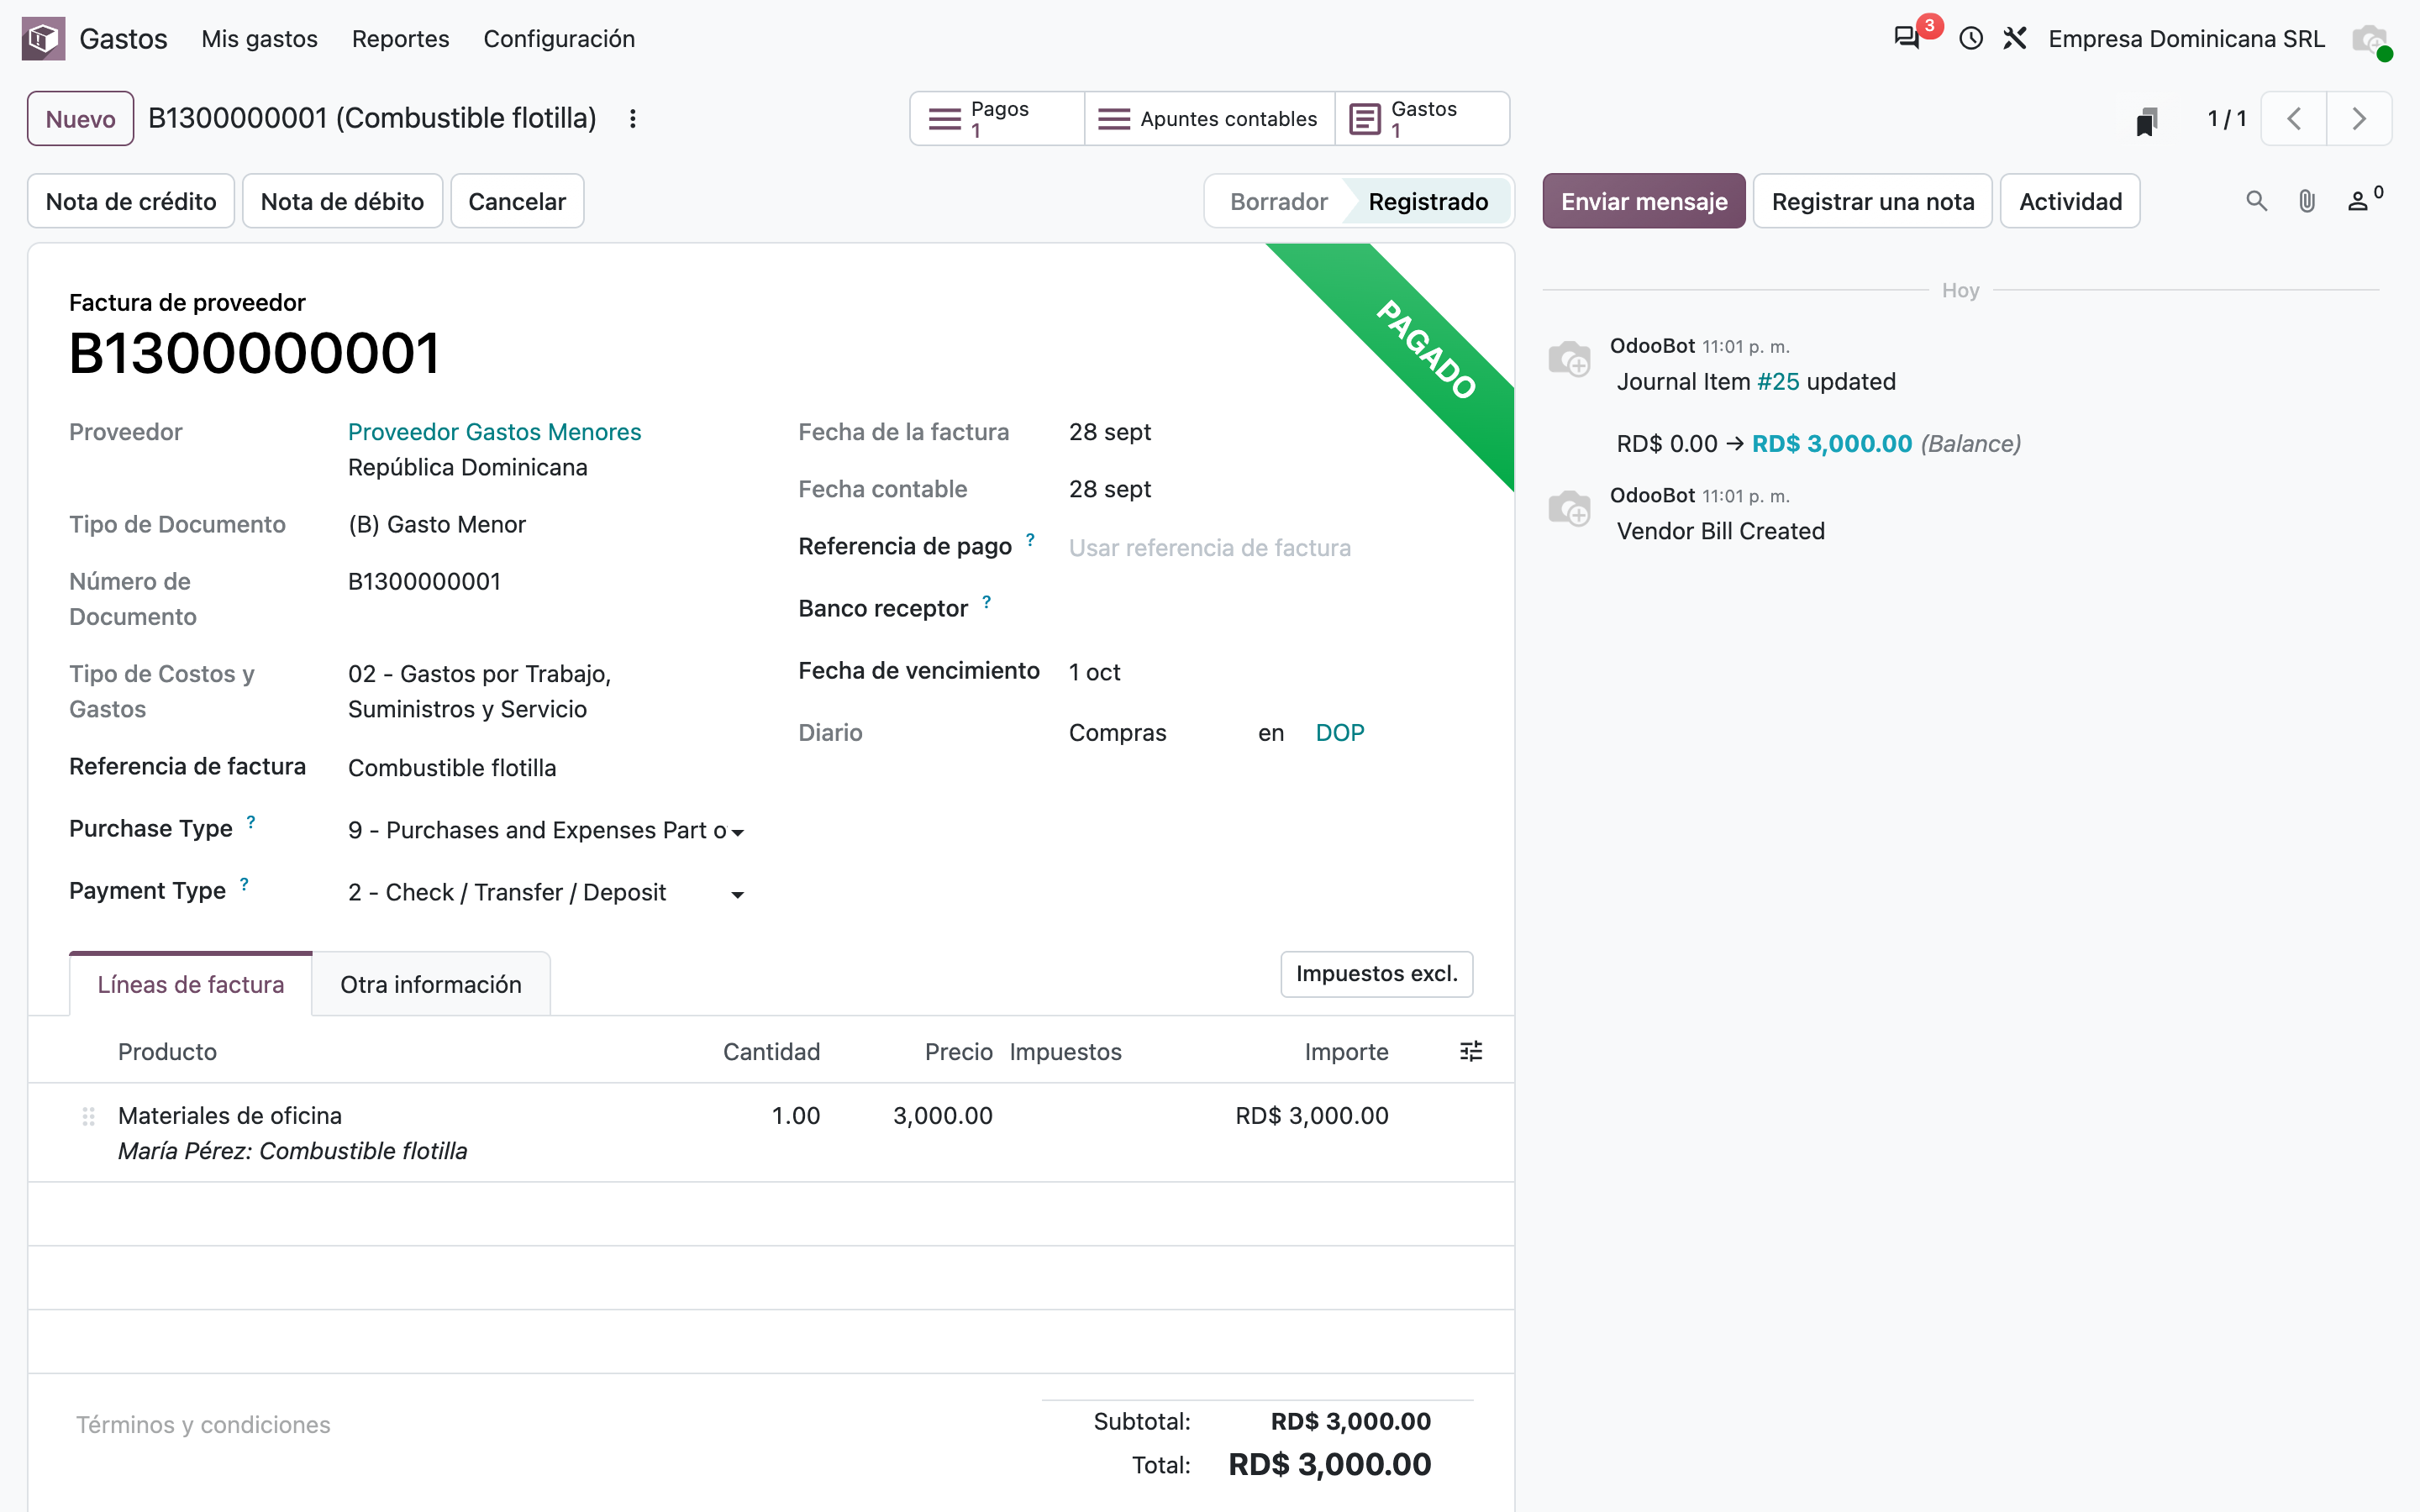 Gastos Mis gastos Reportes Configuración 3 Empresa Dominicana SRL
Nuevo B1300000001 (Combustible flotilla) Pagos 1 Apuntes contables Gastos 1 1 / 1
Nota de crédito Nota de débito Cancelar Borrador Registrado Enviar mensaje Registrar una nota Actividad 0
Factura de proveedor
B1300000001
PAGADO
Proveedor Proveedor Gastos Menores
República Dominicana
Tipo de Documento (B) Gasto Menor
Número de Documento B1300000001
Tipo de Costos y Gastos 02 - Gastos por Trabajo, Suministros y Servicio
Referencia de factura Combustible flotilla
Purchase Type ? 9 - Purchases and Expenses Part o
Payment Type ? 2 - Check / Transfer / Deposit
Fecha de la factura 28 sept
Fecha contable 28 sept
Referencia de pago ? Usar referencia de factura
Banco receptor ?
Fecha de vencimiento 1 oct
Diario Compras en DOP
Líneas de factura Otra información Impuestos excl.
Producto Cantidad Precio Impuestos Importe
Materiales de oficina 1.00 3,000.00 RD$ 3,000.00
María Pérez: Combustible flotilla
Términos y condiciones
Subtotal: RD$ 3,000.00
Total: RD$ 3,000.00
Hoy
OdooBot 11:01 p. m.
Journal Item #25 updated
RD$ 0.00 → RD$ 3,000.00 (Balance)
OdooBot 11:01 p. m.
Vendor Bill Created